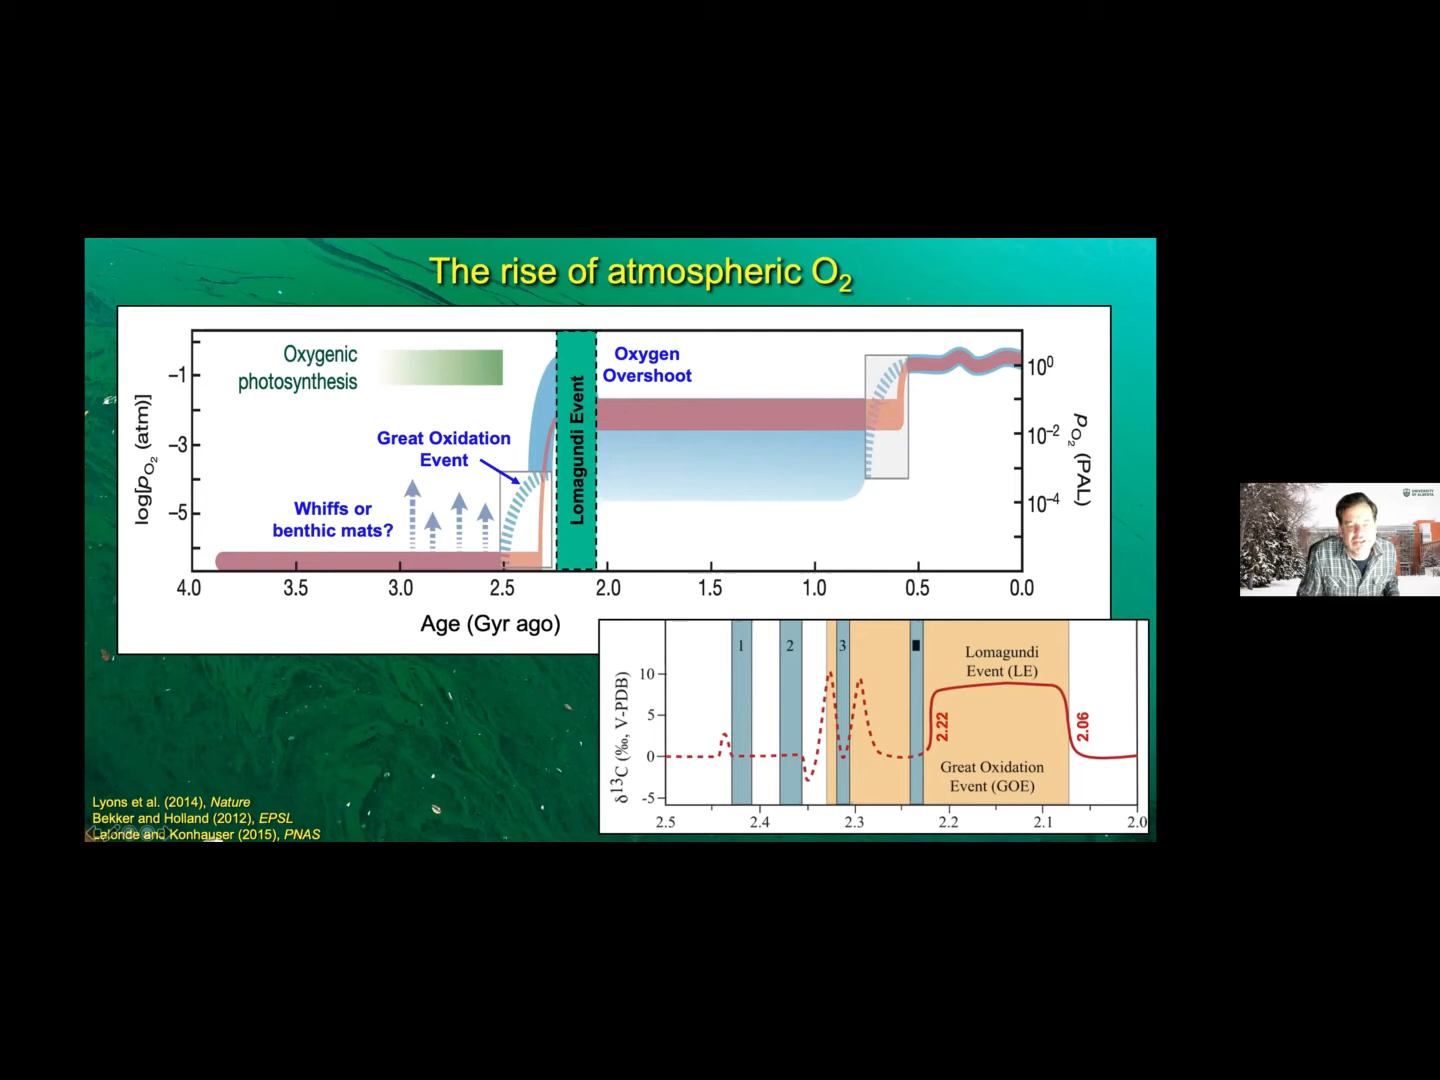 The rise of atmospheric O₂
Oxygenic
photosynthesis
Great Oxidation
Event
Whiffs or
benthic mats?
Lomagundi Event
Oxygen
Overshoot
log[pO₂ (atm)]
−1
−3
−5
10⁰
10⁻²
10⁻⁴
pO₂ (PAL)
4.0 3.5 3.0 2.5 2.0 1.5 1.0 0.5 0.0
Age (Gyr ago)
δ¹³C (‰, V-PDB)
10
5
0
-5
1 2 3
Lomagundi
Event (LE)
2.22
2.06
Great Oxidation
Event (GOE)
2.5 2.4 2.3 2.2 2.1 2.0
Lyons et al. (2014), Nature
Bekker and Holland (2012), EPSL
Lalonde and Konhauser (2015), PNAS
UNIVERSITY
OF ALBERTA